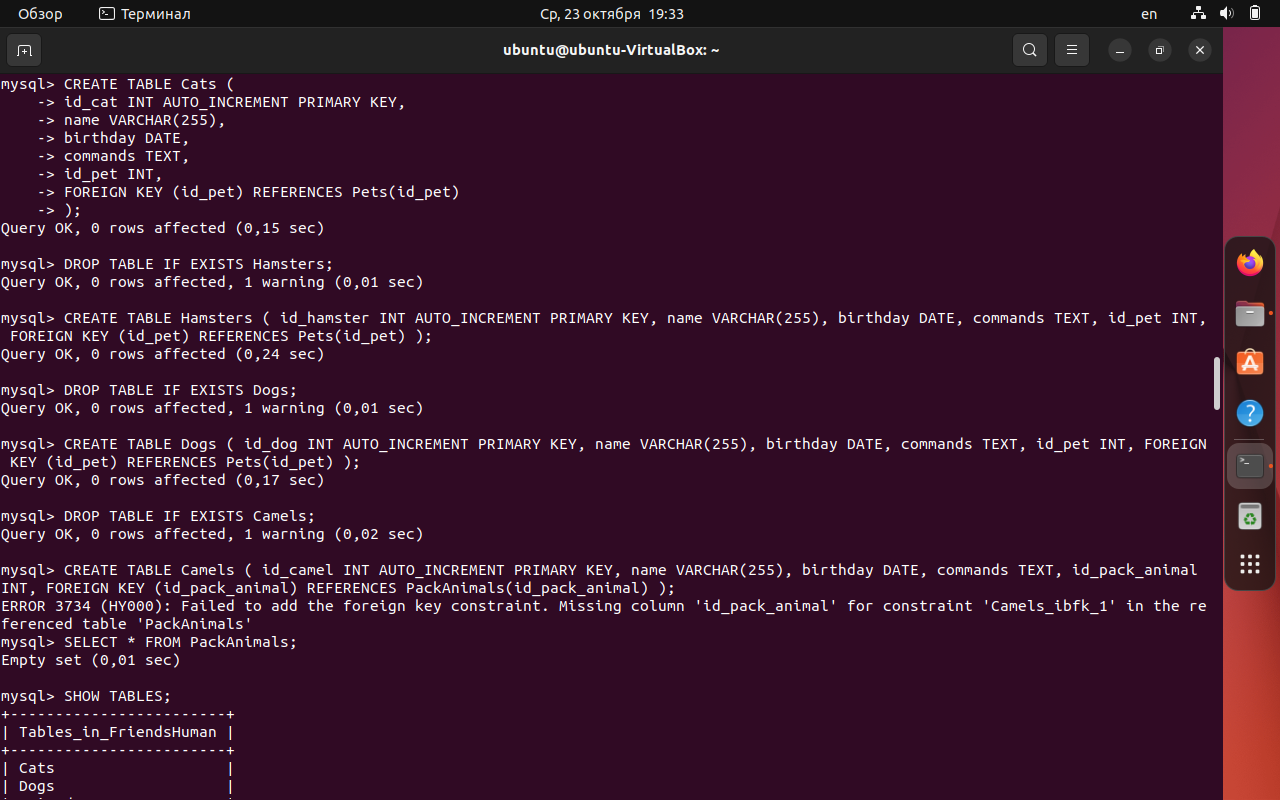 Обзор
Терминал
Ср, 23 октября 19:33
en
ubuntu@ubuntu-VirtualBox: ~
mysql> CREATE TABLE Cats (
    -> id_cat INT AUTO_INCREMENT PRIMARY KEY,
    -> name VARCHAR(255),
    -> birthday DATE,
    -> commands TEXT,
    -> id_pet INT,
    -> FOREIGN KEY (id_pet) REFERENCES Pets(id_pet)
    -> );
Query OK, 0 rows affected (0,15 sec)
mysql> DROP TABLE IF EXISTS Hamsters;
Query OK, 0 rows affected, 1 warning (0,01 sec)
mysql> CREATE TABLE Hamsters ( id_hamster INT AUTO_INCREMENT PRIMARY KEY, name VARCHAR(255), birthday DATE, commands TEXT, id_pet INT,
 FOREIGN KEY (id_pet) REFERENCES Pets(id_pet) );
Query OK, 0 rows affected (0,24 sec)
mysql> DROP TABLE IF EXISTS Dogs;
Query OK, 0 rows affected, 1 warning (0,01 sec)
mysql> CREATE TABLE Dogs ( id_dog INT AUTO_INCREMENT PRIMARY KEY, name VARCHAR(255), birthday DATE, commands TEXT, id_pet INT, FOREIGN
 KEY (id_pet) REFERENCES Pets(id_pet) );
Query OK, 0 rows affected (0,17 sec)
mysql> DROP TABLE IF EXISTS Camels;
Query OK, 0 rows affected, 1 warning (0,02 sec)
mysql> CREATE TABLE Camels ( id_camel INT AUTO_INCREMENT PRIMARY KEY, name VARCHAR(255), birthday DATE, commands TEXT, id_pack_animal
INT, FOREIGN KEY (id_pack_animal) REFERENCES PackAnimals(id_pack_animal) );
ERROR 3734 (HY000): Failed to add the foreign key constraint. Missing column 'id_pack_animal' for constraint 'Camels_ibfk_1' in the re
ferenced table 'PackAnimals'
mysql> SELECT * FROM PackAnimals;
Empty set (0,01 sec)
mysql> SHOW TABLES;
+------------------------+
| Tables_in_FriendsHuman |
+------------------------+
| Cats                   |
| Dogs                   |